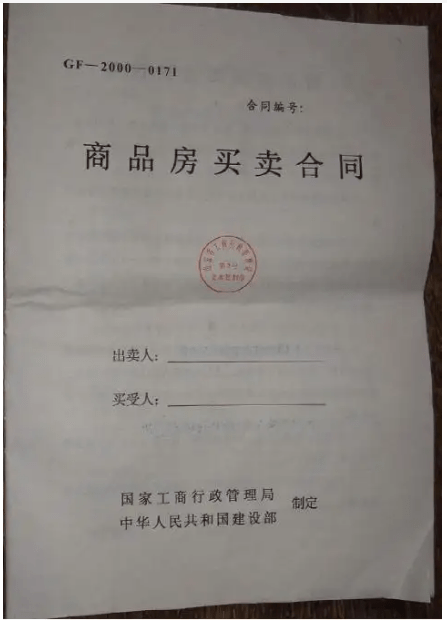 GF—2000—0171
合同编号:
商品房买卖合同
出卖人:
买受人:
国家工商行政管理局
中华人民共和国建设部
制定